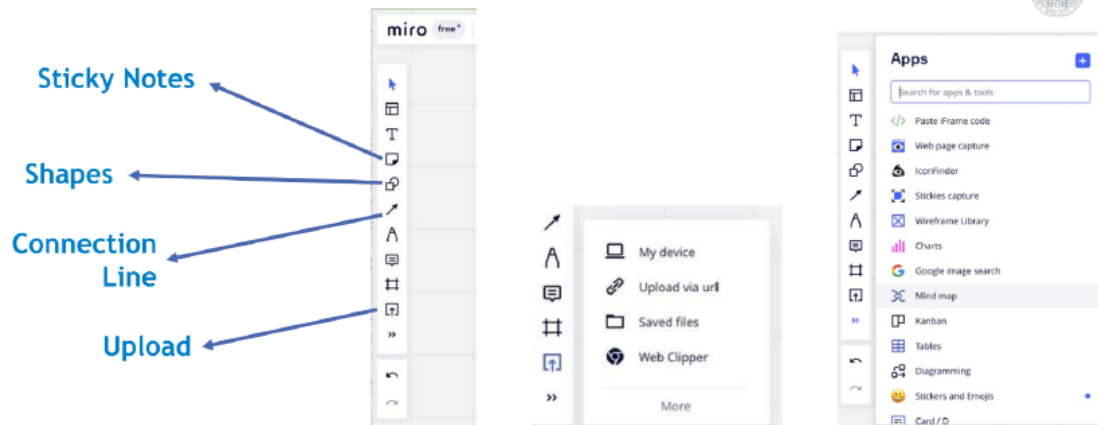 miro free*
Sticky Notes
Shapes
Connection
Line
Upload
My device
Upload via url
Saved files
Web Clipper
More
Apps
Search for apps & tools
Paste iFrame code
Web page capture
IconFinder
Stickies capture
Wireframe Library
Charts
Google image search
Mind map
Kanban
Tables
Diagramming
Stickers and Emojis
Card / D